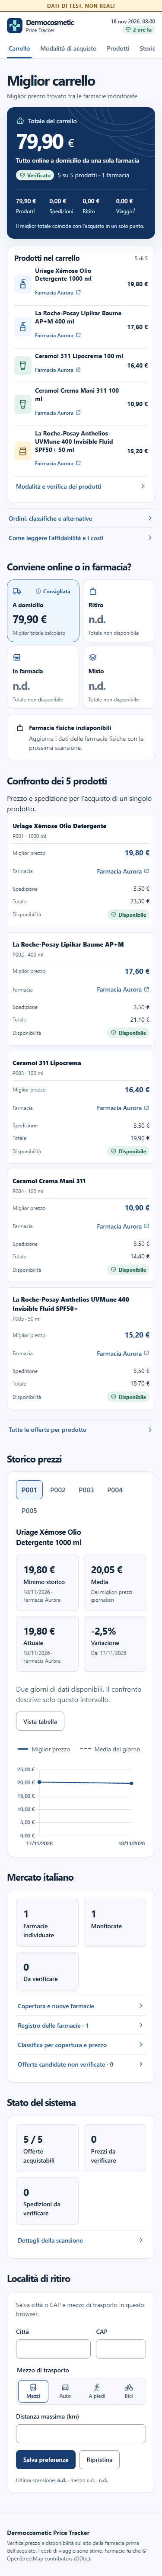 DATI DI TEST, NON REALI
Dermocosmetic
Price Tracker
18 nov 2026, 08:00
2 ore fa
Carrello
Modalità di acquisto
Prodotti
Storic
Miglior carrello
Miglior prezzo trovato tra le farmacie monitorate
Totale del carrello
79,90 €
Tutto online a domicilio da una sola farmacia
Verificato
5 su 5 prodotti · 1 farmacia
79,90 €
Prodotti
0,00 €
Spedizioni
0,00 €
Ritiro
0,00 €
Viaggio¹
Il miglior totale coincide con l'acquisto in un solo punto.
Prodotti nel carrello
5 di 5
Uriage Xémose Olio
Detergente 1000 ml
Farmacia Aurora
19,80 €
La Roche-Posay Lipikar Baume
AP+M 400 ml
Farmacia Aurora
17,60 €
Ceramol 311 Lipocrema 100 ml
Farmacia Aurora
16,40 €
Ceramol Crema Mani 311 100
ml
Farmacia Aurora
10,90 €
La Roche-Posay Anthelios
UVMune 400 Invisible Fluid
SPF50+ 50 ml
Farmacia Aurora
15,20 €
Modalità e verifica dei prodotti
Ordini, classifiche e alternative
Come leggere l'affidabilità e i costi
Conviene online o in farmacia?
Consigliata
A domicilio
79,90 €
Miglior totale calcolato
Ritiro
n.d.
Totale non disponibile
In farmacia
n.d.
Totale non disponibile
Misto
n.d.
Totale non disponibile
Farmacie fisiche indisponibili
Aggiorna i dati delle farmacie fisiche con la
prossima scansione.
Confronto dei 5 prodotti
Prezzo e spedizione per l'acquisto di un singolo
prodotto.
Uriage Xémose Olio Detergente
P001 · 1000 ml
Miglior prezzo
19,80 €
Farmacia
Farmacia Aurora
Spedizione
3,50 €
Totale
23,30 €
Disponibilità
Disponibile
La Roche-Posay Lipikar Baume AP+M
P002 · 400 ml
Miglior prezzo
17,60 €
Farmacia
Farmacia Aurora
Spedizione
3,50 €
Totale
21,10 €
Disponibilità
Disponibile
Ceramol 311 Lipocrema
P003 · 100 ml
Miglior prezzo
16,40 €
Farmacia
Farmacia Aurora
Spedizione
3,50 €
Totale
19,90 €
Disponibilità
Disponibile
Ceramol Crema Mani 311
P004 · 100 ml
Miglior prezzo
10,90 €
Farmacia
Farmacia Aurora
Spedizione
3,50 €
Totale
14,40 €
Disponibilità
Disponibile
La Roche-Posay Anthelios UVMune 400
Invisible Fluid SPF50+
P005 · 50 ml
Miglior prezzo
15,20 €
Farmacia
Farmacia Aurora
Spedizione
3,50 €
Totale
18,70 €
Disponibilità
Disponibile
Tutte le offerte per prodotto
Storico prezzi
P001
P002
P003
P004
P005
Uriage Xémose Olio
Detergente 1000 ml
19,80 €
Minimo storico
18/11/2026 ·
Farmacia Aurora
20,05 €
Media
Dei migliori prezzi
giornalieri
19,80 €
Attuale
18/11/2026 ·
Farmacia Aurora
-2,5%
Variazione
Dal 17/11/2026
Due giorni di dati disponibili. Il confronto
descrive solo questo intervallo.
Vista tabella
Miglior prezzo
Media del giorno
25,00 €
20,00 €
15,00 €
10,00 €
5,00 €
0,00 €
17/11/2026
18/11/2026
Mercato italiano
1
Farmacie
individuate
1
Monitorate
0
Da verificare
Copertura e nuove farmacie
Registro delle farmacie · 1
Classifica per copertura e prezzo
Offerte candidate non verificate · 0
Stato del sistema
5 / 5
Offerte
acquistabili
0
Prezzi da
verificare
0
Spedizioni da
verificare
Dettagli della scansione
Località di ritiro
Salva città o CAP e mezzo di trasporto in questo
browser.
Città
CAP
Mezzo di trasporto
Mezzi
Auto
A piedi
Bici
Distanza massima (km)
Salva preferenze
Ripristina
Ultima scansione: n.d. · mezzo n.d. · n.d..
Dermocosmetic Price Tracker
Verifica prezzo e disponibilità sul sito della farmacia prima
dell'acquisto. I costi di viaggio sono stime. Farmacie fisiche ©
OpenStreetMap contributors (ODbL).